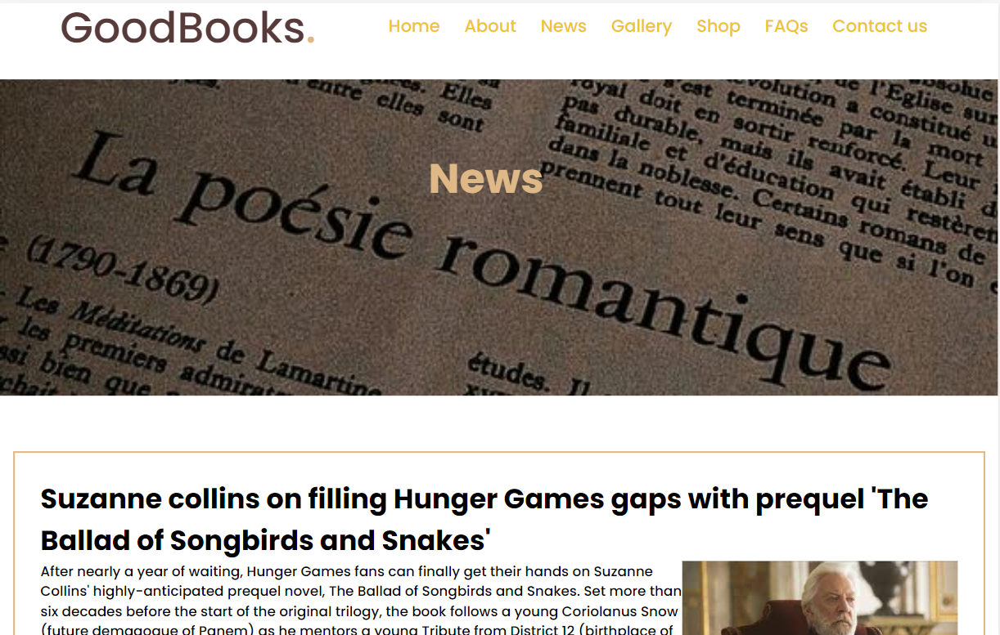 GoodBooks.
Home About News Gallery Shop FAQs Contact us
entre elles sont
Elles
royal doit en sortir renforcé. Leur
pas durable, mais ils avait établi
familiale et d'éducation qui restèrent
dans la noblesse. Certains romans de
prennent tout leur sens que si l'on
s'est terminée par la mort
révolution a constitué
de l'Eglise sur
absolue
La poésie romantique
(1790-1869)
Les Méditations de Lamartine
les premiers
bien que
études. Il
News
Suzanne collins on filling Hunger Games gaps with prequel 'The
Ballad of Songbirds and Snakes'
After nearly a year of waiting, Hunger Games fans can finally get their hands on Suzanne
Collins' highly-anticipated prequel novel, The Ballad of Songbirds and Snakes. Set more than
six decades before the start of the original trilogy, the book follows a young Coriolanus Snow
(future demagogue of Panem) as he mentors a young Tribute from District 12 (birthplace of